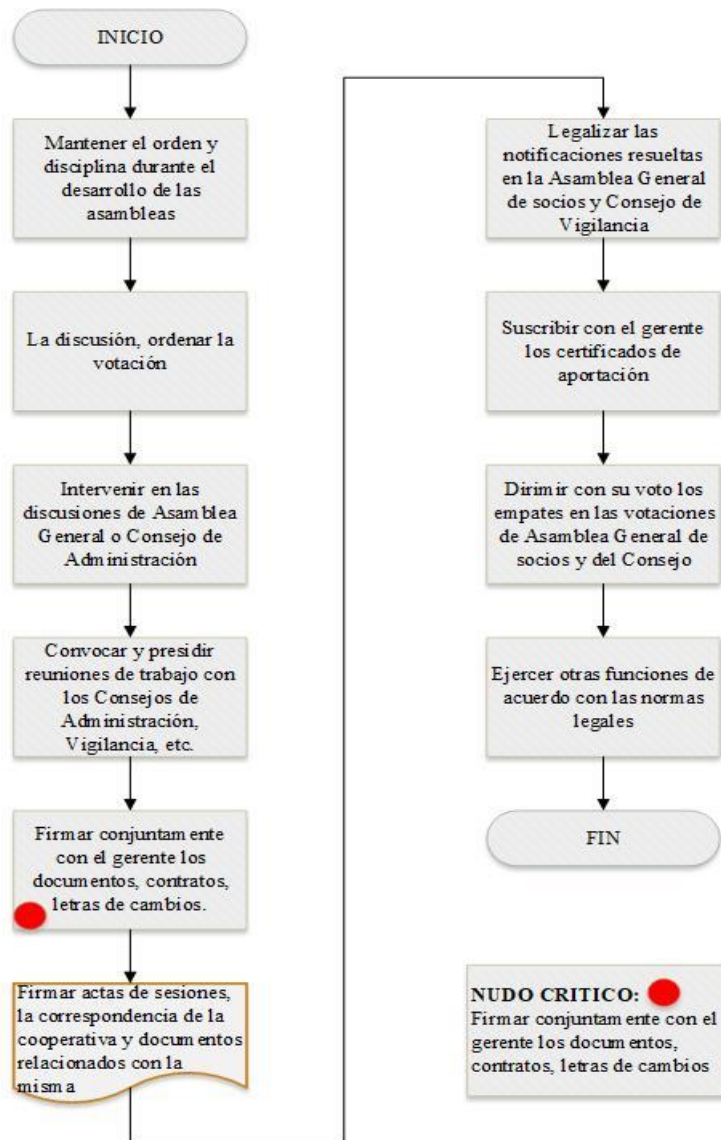 INICIO
Mantener el orden y
disciplina durante el
desarrollo de las
asambleas
La discusión, ordenar la
votación
Intervenir en las
discusiones de Asamblea
General o Consejo de
Administración
Convocar y presidir
reuniones de trabajo con
los Consejos de
Administración,
Vigilancia, etc.
Firmar conjuntamente
con el gerente los
documentos, contratos,
letras de cambios.
Firmar actas de sesiones,
la correspondencia de la
cooperativa y documentos
relacionados con la
misma
Legalizar las
notificaciones resueltas
en la Asamblea General
de socios y Consejo de
Vigilancia
Suscribir con el gerente
los certificados de
aportación
Dirimir con su voto los
empates en las votaciones
de Asamblea General de
socios y del Consejo
Ejercer otras funciones de
acuerdo con las normas
legales
FIN
NUDO CRITICO:
Firmar conjuntamente con el
gerente los documentos,
contratos, letras de cambios